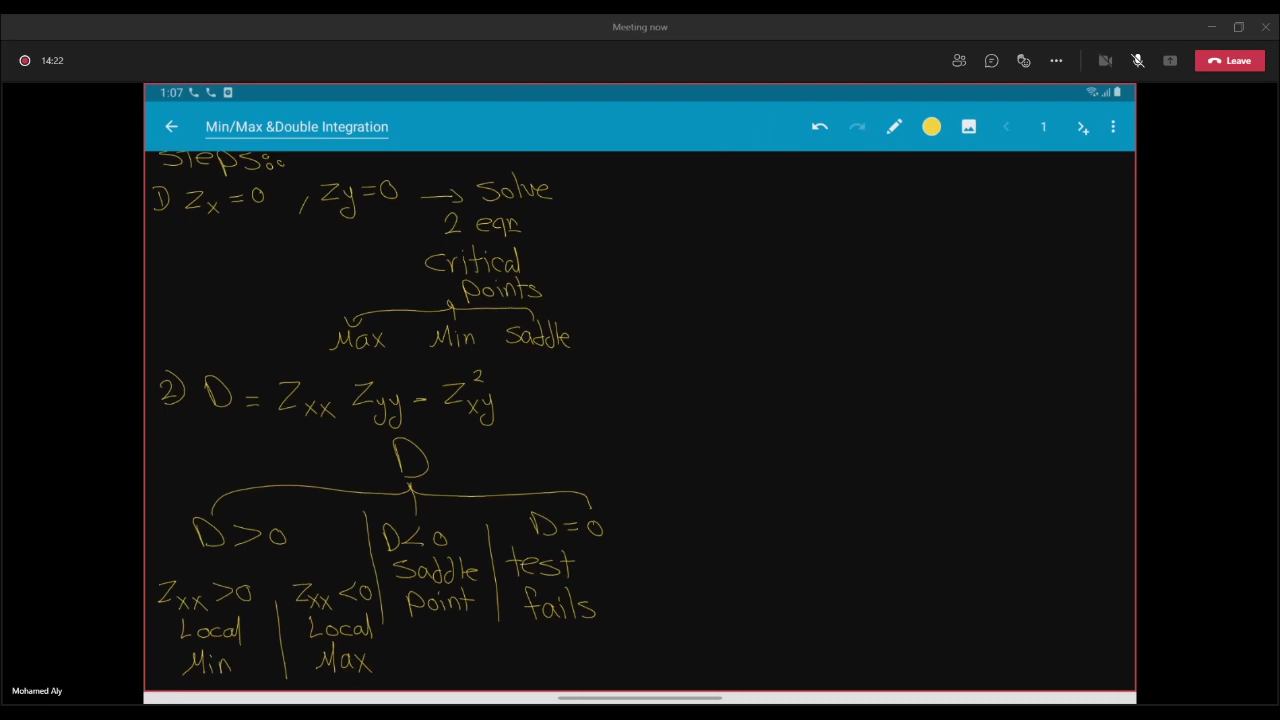 Meeting now
14:22
Leave
1:07
Min/Max &Double Integration
1
Steps:
1) Zx = 0 , Zy = 0 → Solve
2 eqn
Critical
Points
Max Min Saddle
2) D = Zxx Zyy - Z²xy
D
D > 0 D < 0 D = 0
Saddle test
Zxx > 0 Zxx < 0 Point fails
Local Local
Min Max
Mohamed Aly